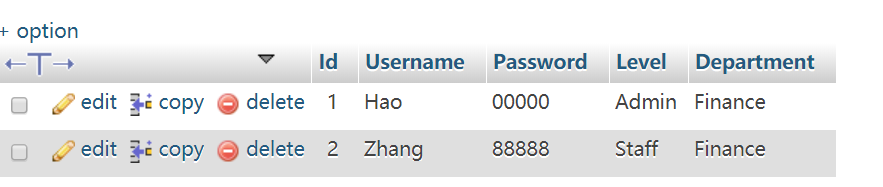 + option
←T→ Id Username Password Level Department
edit copy delete 1 Hao 00000 Admin Finance
edit copy delete 2 Zhang 88888 Staff Finance